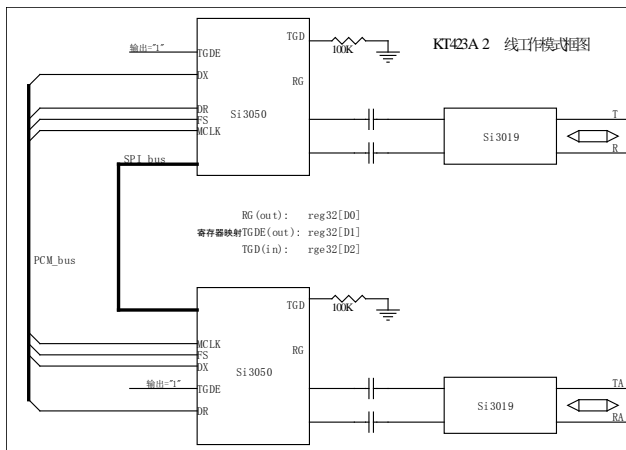 KT423A 2 线工作模式框图
输出="1"
TGDE
TGD
100K
DX
RG
DR
FS
MCLK
Si3050
Si3019
T
R
SPI_bus
RG(out): reg32[D0]
寄存器映射TGDE(out): reg32[D1]
TGD(in): rge32[D2]
PCM_bus
TGD
100K
MCLK
FS
DX
RG
Si3050
输出="1"
TGDE
DR
Si3019
TA
RA